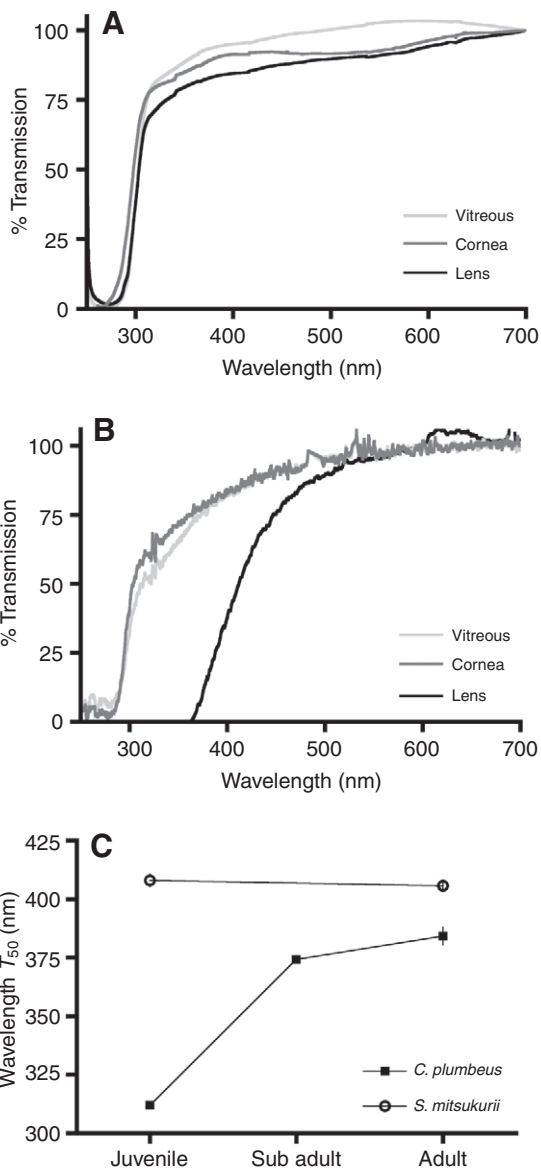 A
100
75
50
25
0
% Transmission
Vitreous
Cornea
Lens
300 400 500 600 700
Wavelength (nm)
B
100
75
50
25
0
% Transmission
Vitreous
Cornea
Lens
300 400 500 600 700
Wavelength (nm)
C
425
400
375
350
325
300
Wavelength T50 (nm)
C. plumbeus
S. mitsukurii
Juvenile Sub adult Adult